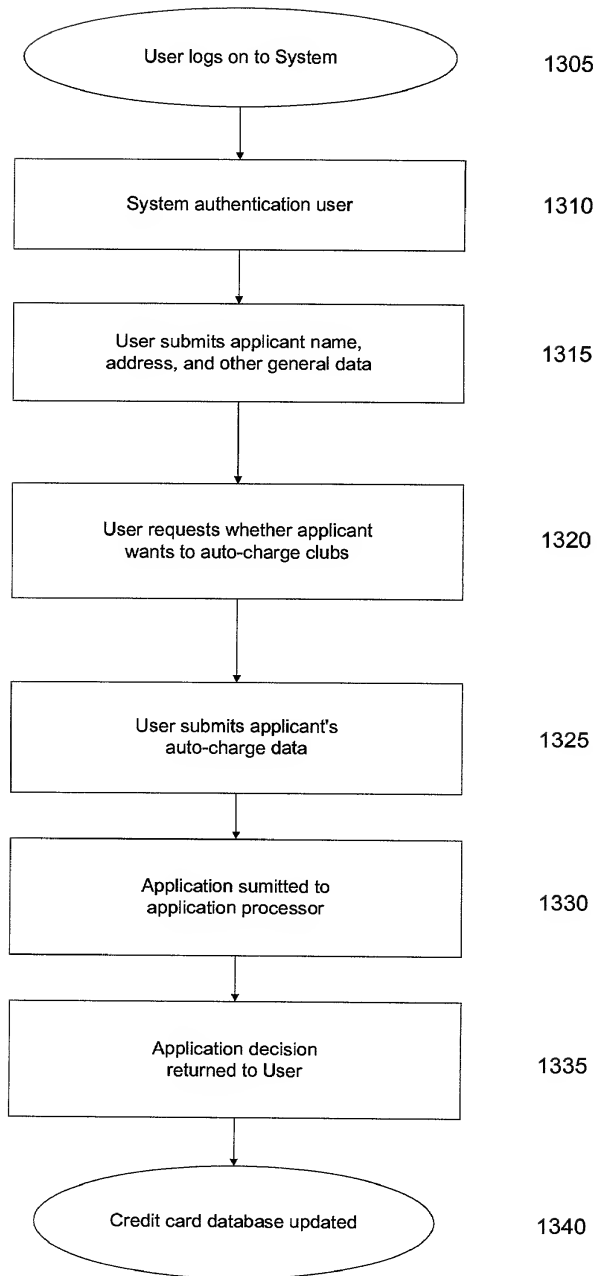 User logs on to System
1305
System authentication user
1310
User submits applicant name,
address, and other general data
1315
User requests whether applicant
wants to auto-charge clubs
1320
User submits applicant's
auto-charge data
1325
Application sumitted to
application processor
1330
Application decision
returned to User
1335
Credit card database updated
1340